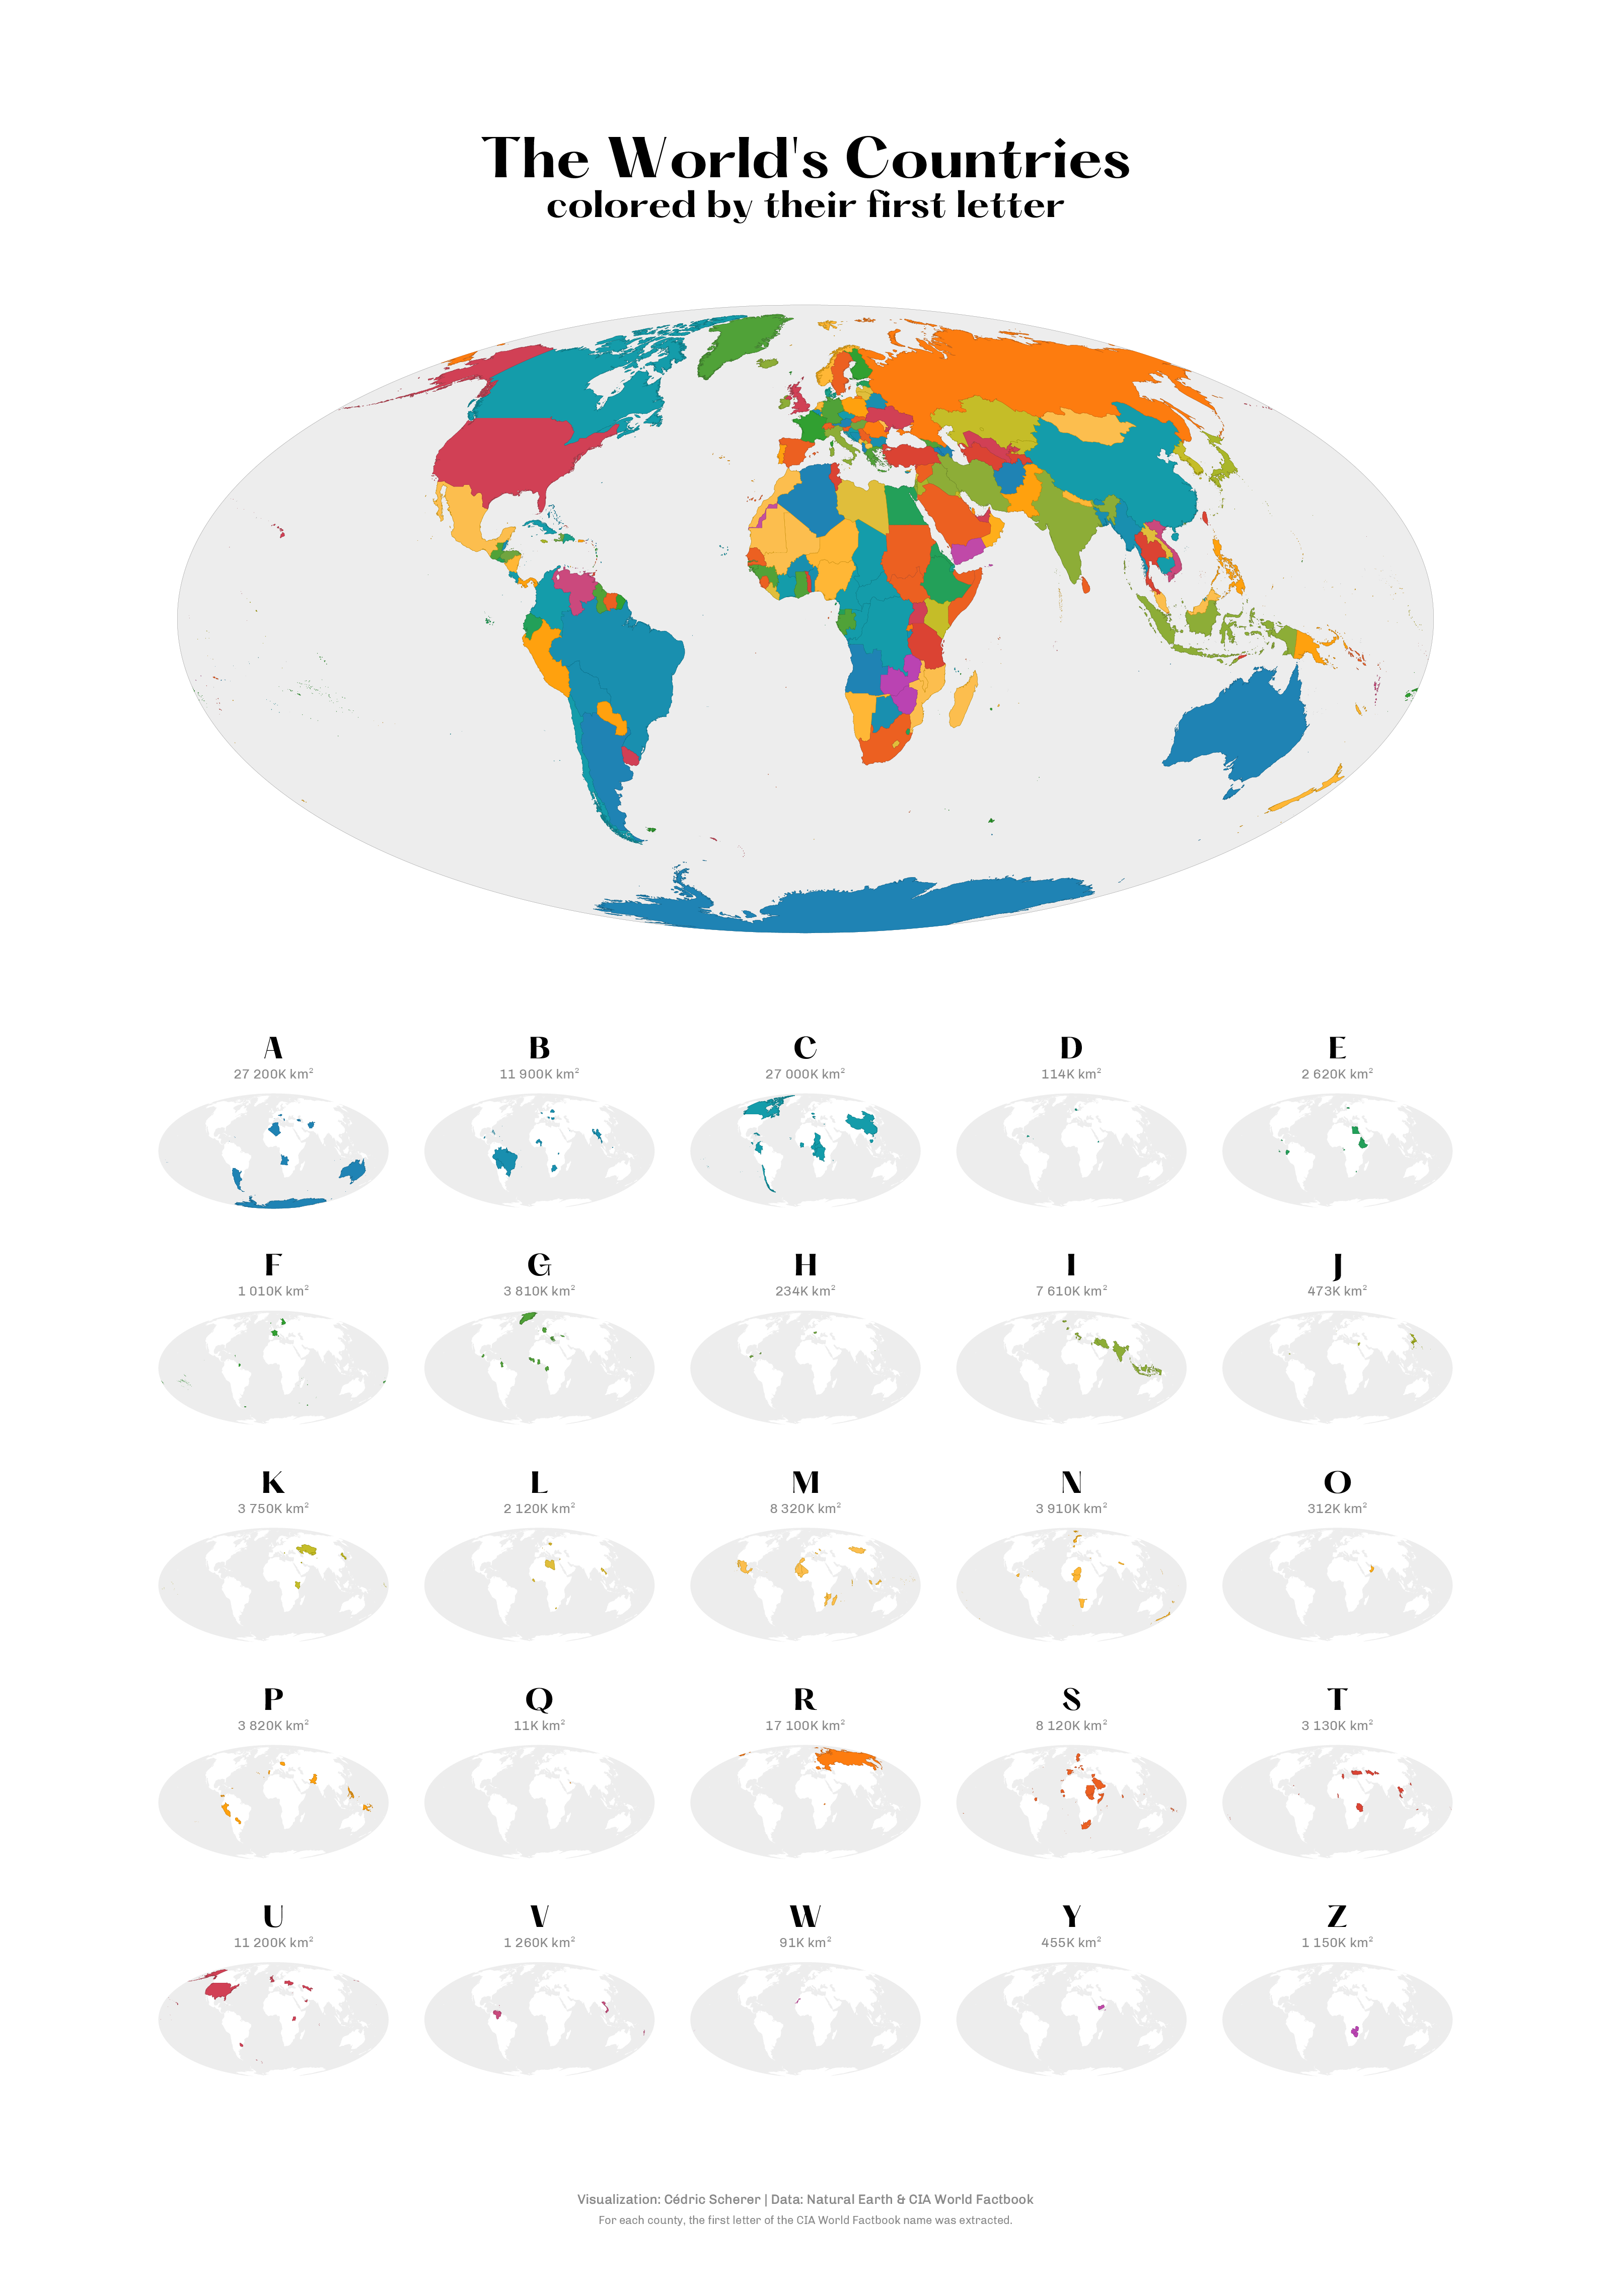 The World's Countries
colored by their first letter
A B C D E
27 200K km² 11 900K km² 27 000K km² 114K km² 2 620K km²
F G H I J
1 010K km² 3 810K km² 234K km² 7 610K km² 473K km²
K L M N O
3 750K km² 2 120K km² 8 320K km² 3 910K km² 312K km²
P Q R S T
3 820K km² 11K km² 17 100K km² 8 120K km² 3 130K km²
U V W Y Z
11 200K km² 1 260K km² 91K km² 455K km² 1 150K km²
Visualization: Cédric Scherer | Data: Natural Earth & CIA World Factbook
For each county, the first letter of the CIA World Factbook name was extracted.